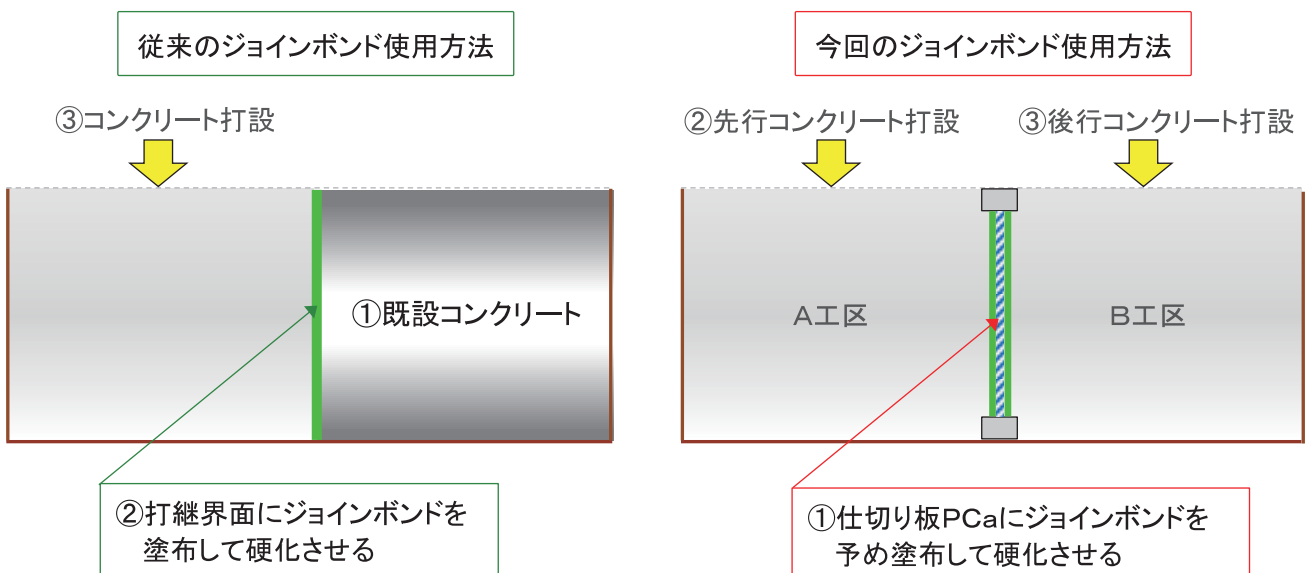 従来のジョインボンド使用方法
③コンクリート打設
①既設コンクリート
②打継界面にジョインボンドを
塗布して硬化させる
今回のジョインボンド使用方法
②先行コンクリート打設
③後行コンクリート打設
A工区
B工区
①仕切り板PCaにジョインボンドを
予め塗布して硬化させる